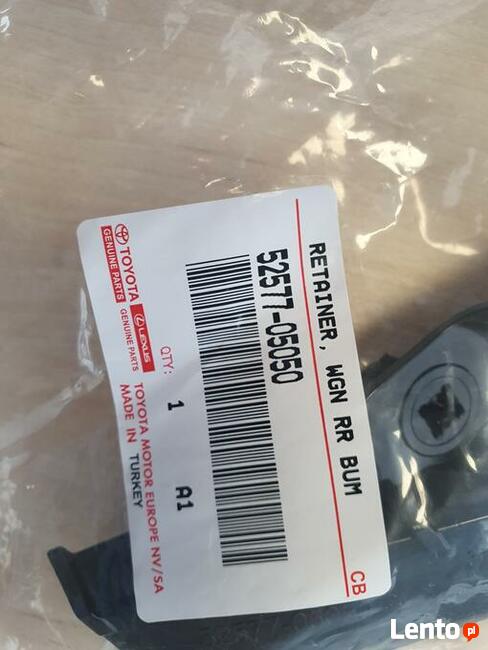 RETAINER, WGN RR BUM
CB
52577-05050
QTY: 1 A1
TOYOTA
GENUINE PARTS
LEXUS
GENUINE PARTS
TOYOTA MOTOR EUROPE NV/SA
MADE IN TURKEY
Lento.pl